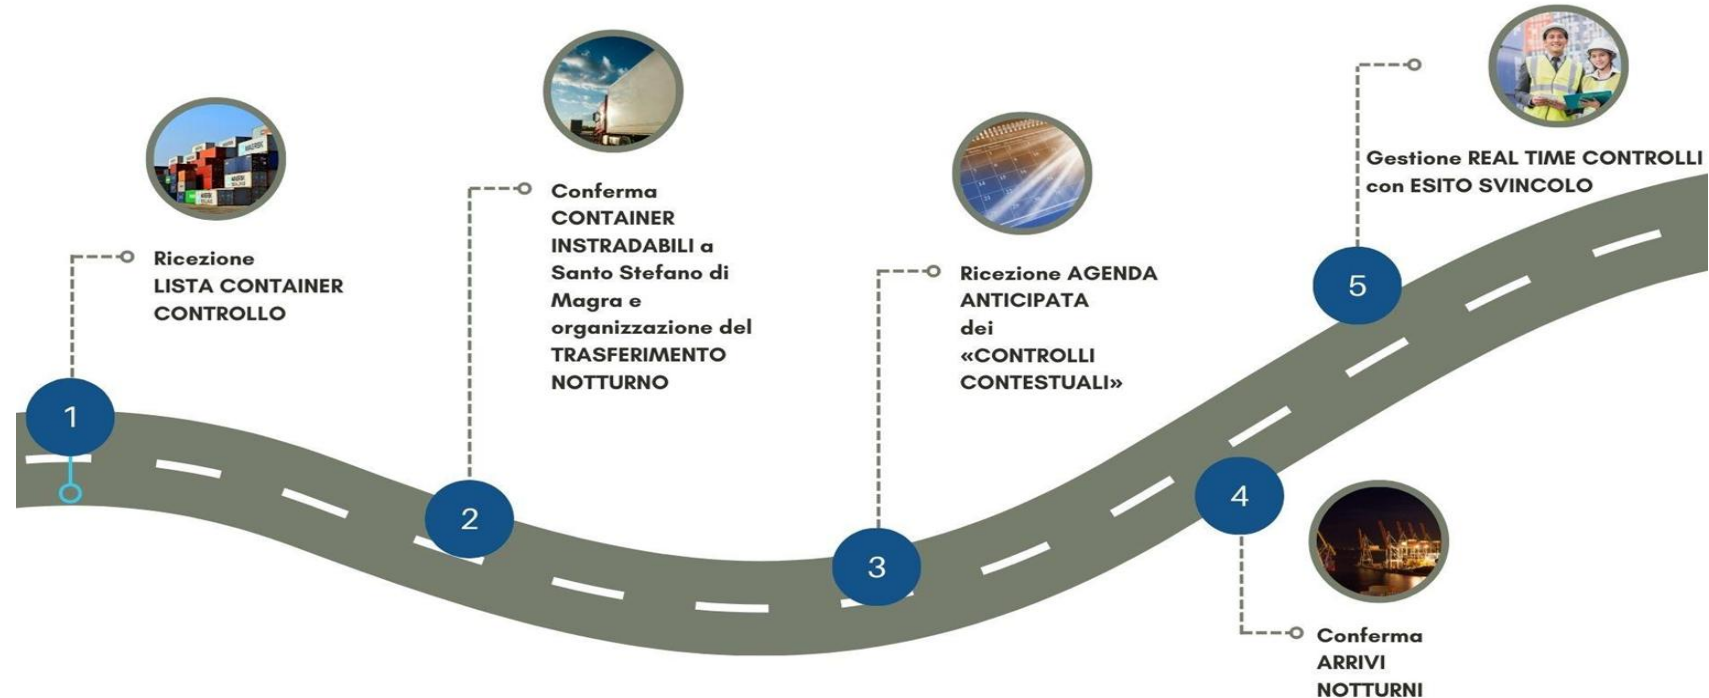 1
Ricezione
LISTA CONTAINER
CONTROLLO
2
Conferma
CONTAINER
INSTRADABILI a
Santo Stefano di
Magra e
organizzazione del
TRASFERIMENTO
NOTTURNO
3
Ricezione AGENDA
ANTICIPATA
dei
«CONTROLLI
CONTESTUALI»
4
Conferma
ARRIVI
NOTTURNI
5
Gestione REAL TIME CONTROLLI
con ESITO SVINCOLO